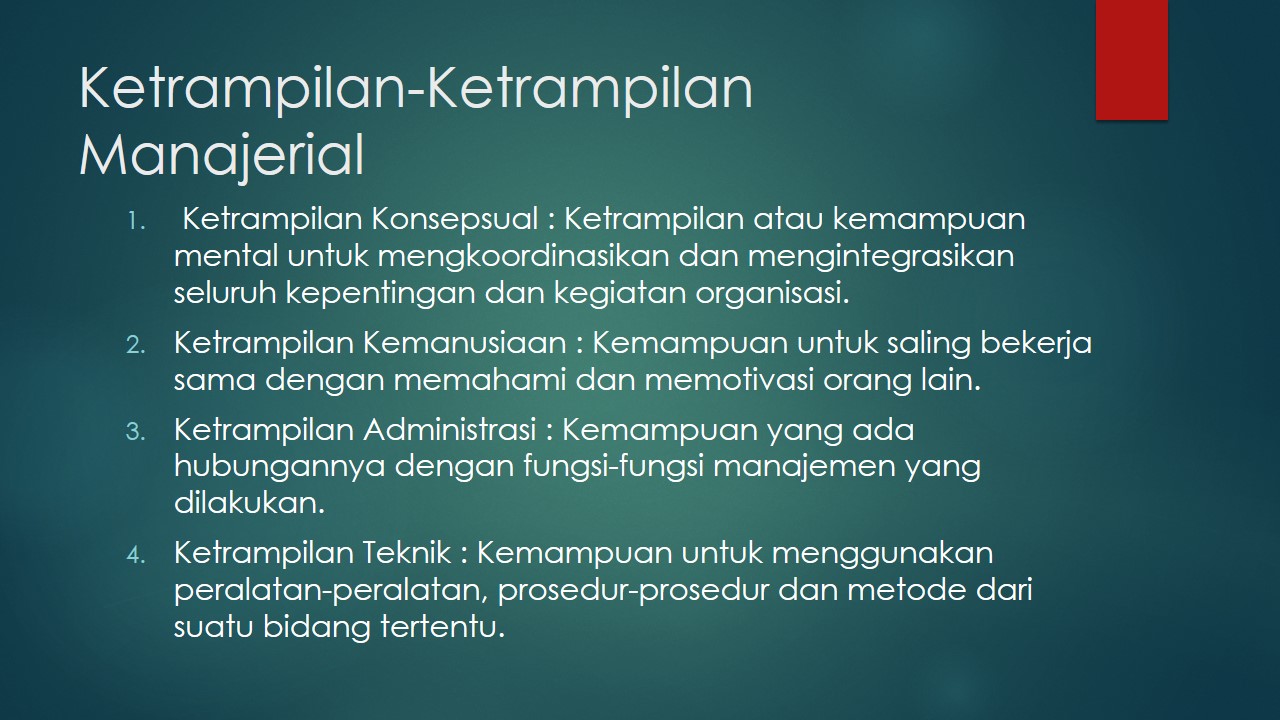 Ketrampilan-Ketrampilan
Manajerial
1. Ketrampilan Konsepsual : Ketrampilan atau kemampuan
mental untuk mengkoordinasikan dan mengintegrasikan
seluruh kepentingan dan kegiatan organisasi.
2. Ketrampilan Kemanusiaan : Kemampuan untuk saling bekerja
sama dengan memahami dan memotivasi orang lain.
3. Ketrampilan Administrasi : Kemampuan yang ada
hubungannya dengan fungsi-fungsi manajemen yang
dilakukan.
4. Ketrampilan Teknik : Kemampuan untuk menggunakan
peralatan-peralatan, prosedur-prosedur dan metode dari
suatu bidang tertentu.